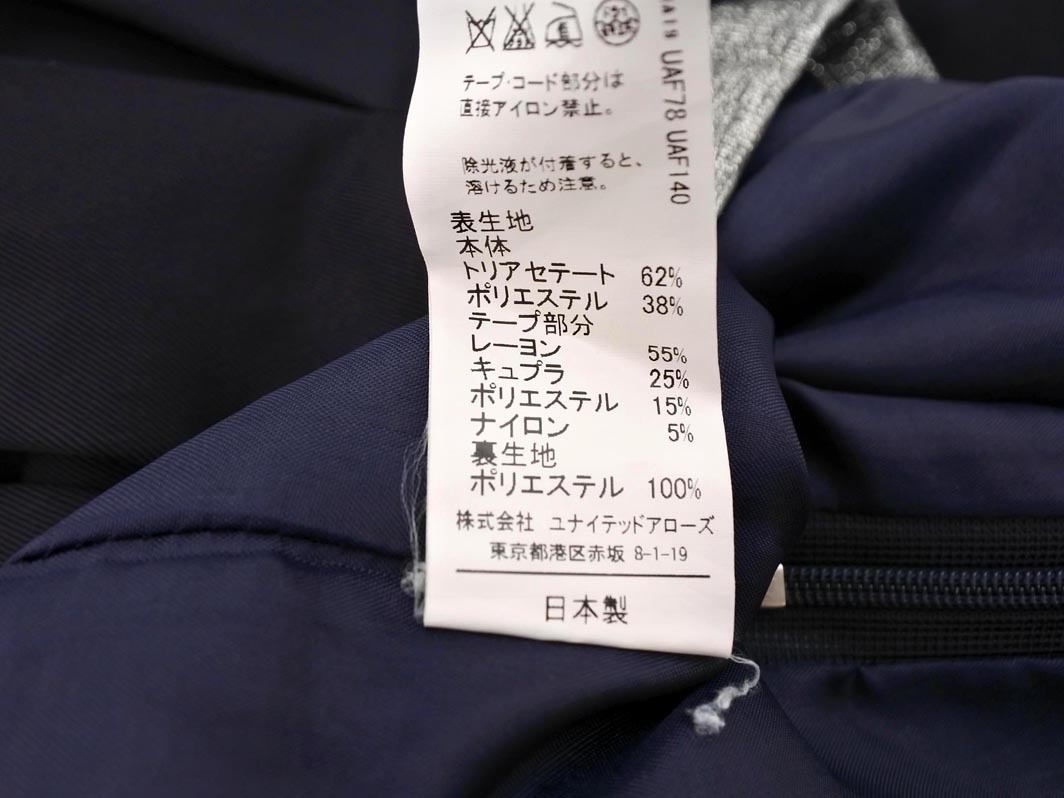 テープ・コード部分は
直接アイロン禁止。
除光液が付着すると、
溶けるため注意。
表生地
本体
トリアセテート 62%
ポリエステル 38%
テープ部分
レーヨン 55%
キュプラ 25%
ポリエステル 15%
ナイロン 5%
裏生地
ポリエステル 100%
株式会社 ユナイテッドアローズ
東京都港区赤坂 8-1-19
日本製
UAF78 UAF140